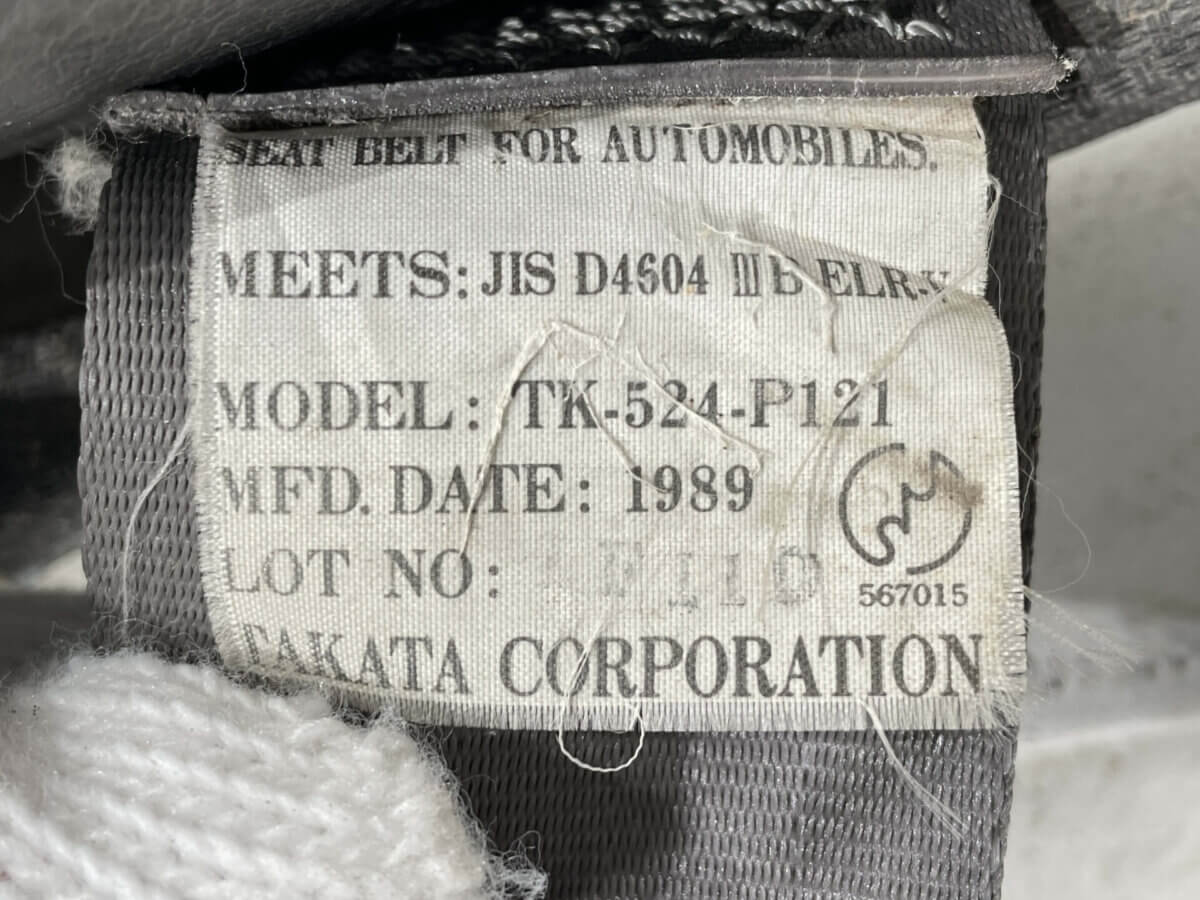 SEAT BELT FOR AUTOMOBILES.
MEETS: JIS D4604 III B ELR-V
MODEL: TK-524-P121
MFD. DATE: 1989
LOT NO:
567015
TAKATA CORPORATION